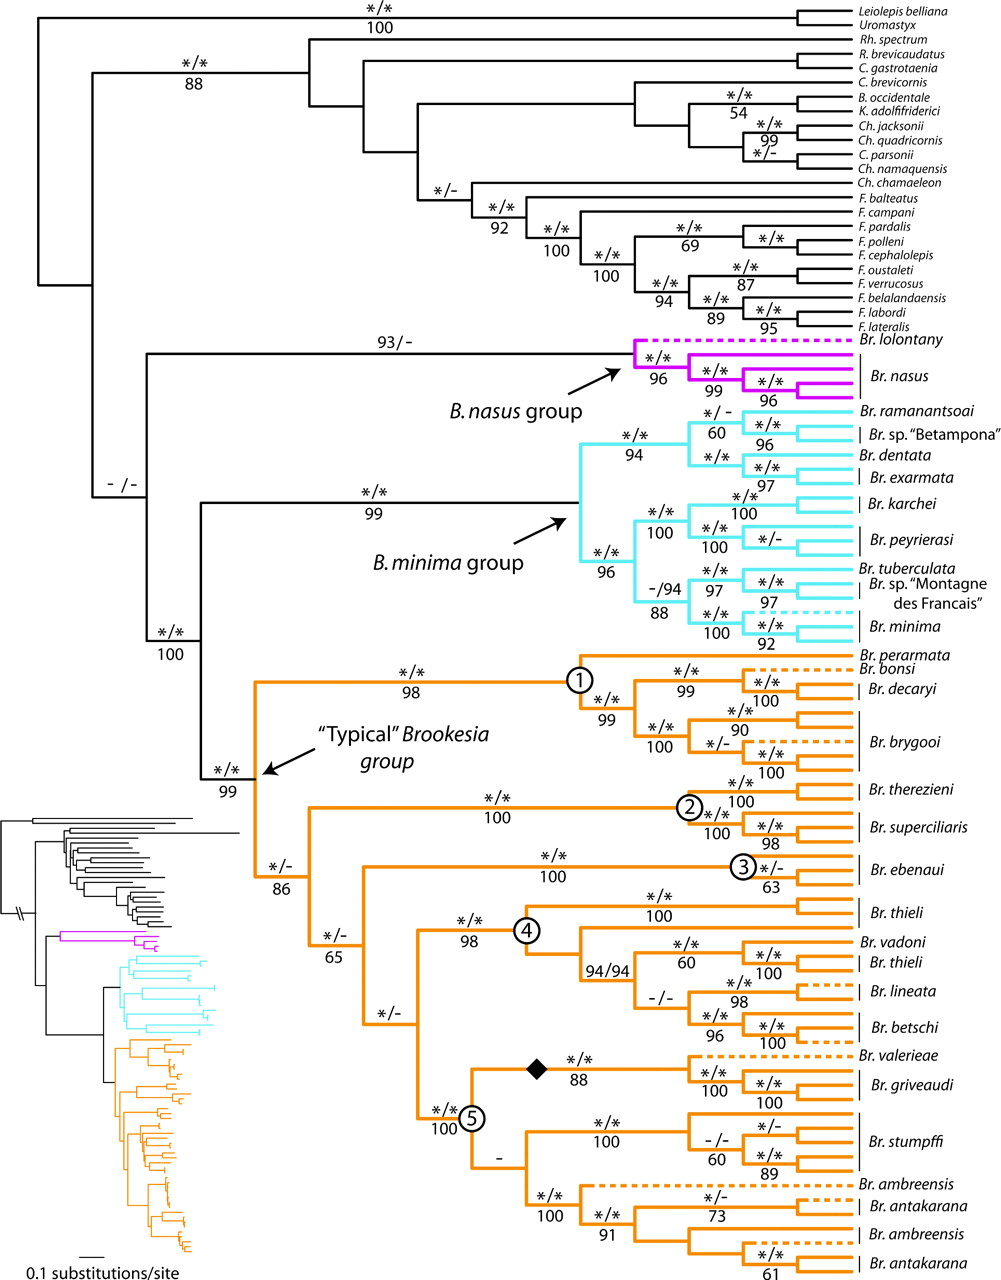 */*
100
Leiolepis belliana
Uromastyx
*/*
88
Rh. spectrum
R. brevicaudatus
C. gastrotaenia
C. brevicornis
*/*
54
B. occidentale
K. adolfifriderici
*/*
99
Ch. jacksonii
Ch. quadricornis
*/-
C. parsonii
Ch. namaquensis
*/-
Ch. chamaeleon
*/*
92
F. balteatus
*/*
100
F. campani
*/*
100
*/*
69
F. pardalis
*/*
F. polleni
F. cephalolepis
*/*
94
*/*
87
F. oustaleti
F. verrucosus
*/*
89
F. belalandaensis
*/*
95
F. labordi
F. lateralis
93/-
Br. lolontany
*/*
96
*/*
99
*/*
96
Br. nasus
B. nasus group
- /-
*/*
99
*/*
94
*/ -
60
Br. ramanantsoai
*/*
96
Br. sp. “Betampona”
*/*
Br. dentata
*/*
97
Br. exarmata
B. minima group
*/*
96
*/*
100
*/*
100
Br. karchei
*/*
100
*/-
Br. peyrierasi
-/94
88
*/*
97
Br. tuberculata
*/*
97
Br. sp. “Montagne
des Francais”
*/*
100
*/*
92
Br. minima
*/*
100
*/*
98
1
Br. perarmata
*/*
99
*/*
99
Br. bonsi
*/*
100
Br. decaryi
*/*
100
*/*
90
*/-
*/*
100
Br. brygooi
“Typical” Brookesia
group
*/*
99
*/*
100
2
*/*
100
Br. therezieni
*/*
100
*/*
98
Br. superciliaris
*/-
86
*/*
100
3
*/-
63
Br. ebenaui
*/-
65
*/*
98
4
*/*
100
Br. thieli
94/94
*/*
60
Br. vadoni
*/*
100
Br. thieli
-/-
*/*
98
Br. lineata
*/*
96
*/*
100
Br. betschi
*/-
*/*
88
Br. valerieae
*/*
100
*/*
100
Br. griveaudi
*/*
100
5
-
*/*
100
-/-
60
*/-
*/*
89
Br. stumpffi
*/*
100
Br. ambreensis
*/*
91
*/-
73
Br. antakarana
Br. ambreensis
*/*
61
Br. antakarana
0.1 substitutions/site